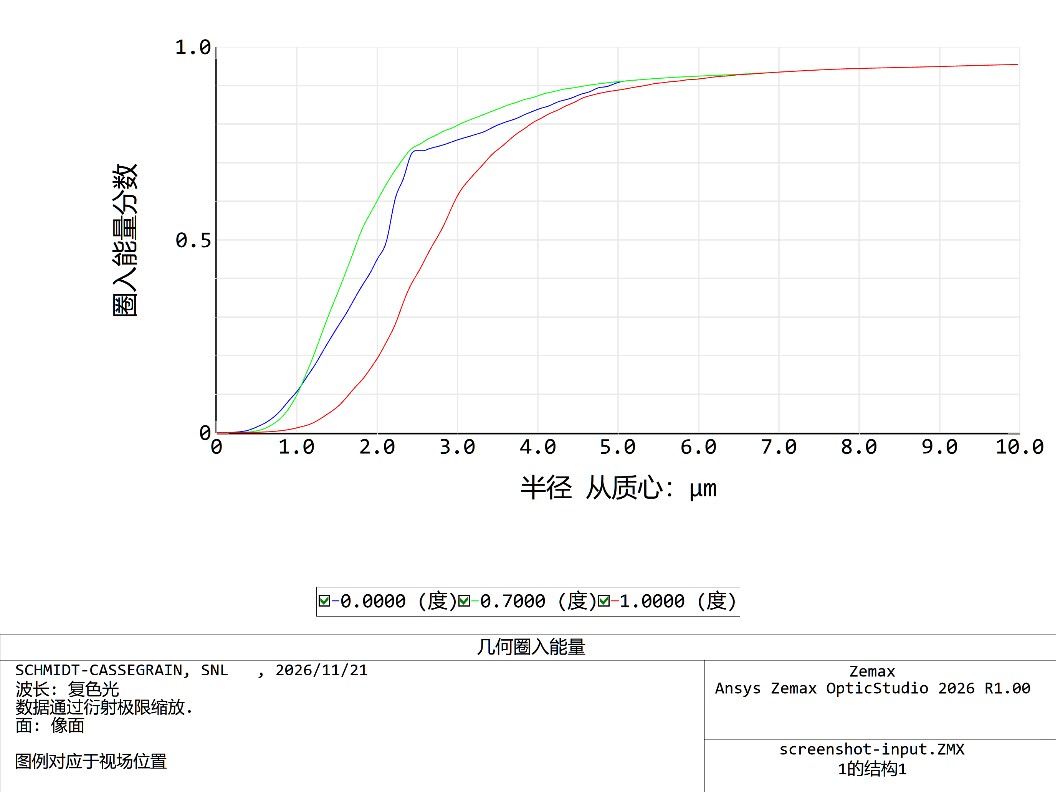 1.0
0.5
0
圈入能量分数
0 1.0 2.0 3.0 4.0 5.0 6.0 7.0 8.0 9.0 10.0
半径 从质心: µm
0.0000 (度) 0.7000 (度) 1.0000 (度)
几何圈入能量
SCHMIDT-CASSEGRAIN, SNL , 2026/11/21
波长: 复色光
数据通过衍射极限缩放.
面: 像面
图例对应于视场位置
Zemax
Ansys Zemax OpticStudio 2026 R1.00
screenshot-input.ZMX
1的结构1